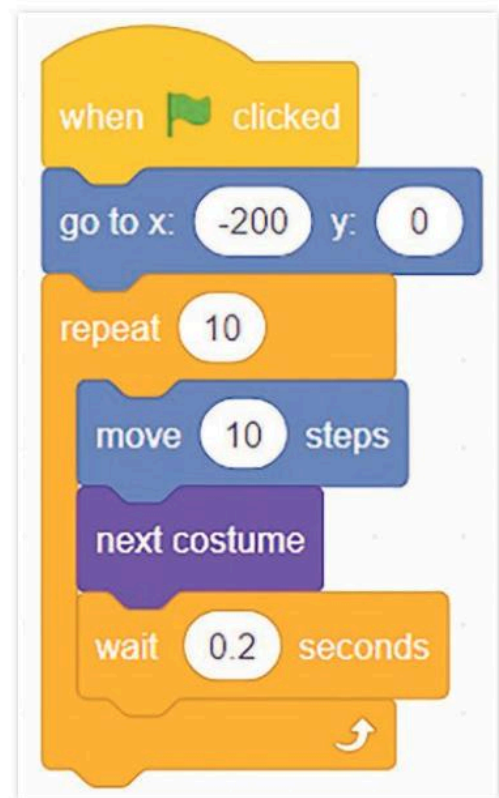 when clicked
go to x: -200 y: 0
repeat 10
move 10 steps
next costume
wait 0.2 seconds